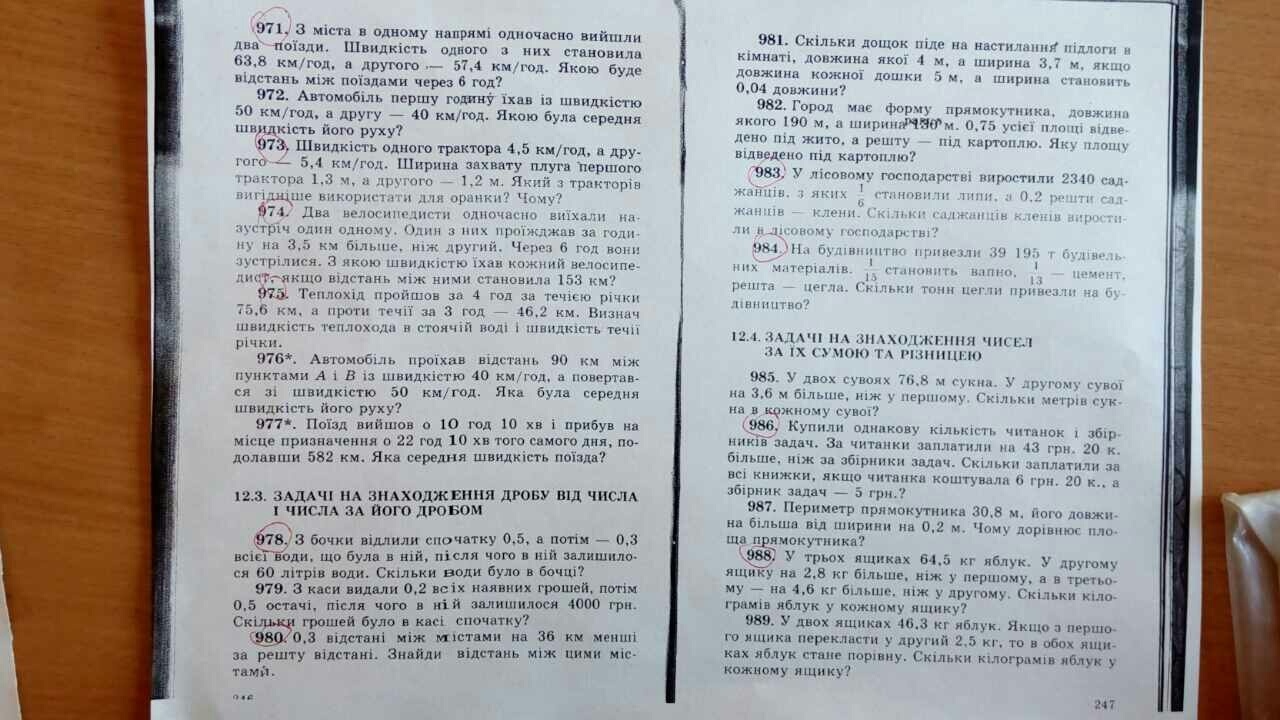 971. З міста в одному напрямі одночасно вийшли
два поїзди. Швидкість одного з них становила
63,8 км/год, а другого — 57,4 км/год. Якою буде
відстань між поїздами через 6 год?
972. Автомобіль першу годину їхав із швидкістю
50 км/год, а другу — 40 км/год. Якою була середня
швидкість його руху?
973. Швидкість одного трактора 4,5 км/год, а дру-
гого — 5,4 км/год. Ширина захвату плуга першого
трактора 1,3 м, а другого — 1,2 м. Який з тракторів
вигідніше використати для оранки? Чому?
974. Два велосипедисти одночасно виїхали на-
зустріч один одному. Один з них проїжджав за годи-
ну на 3,5 км більше, ніж другий. Через 6 год вони
зустрілися. З якою швидкістю їхав кожний велосипе-
дист, якщо відстань між ними становила 153 км?
975. Теплохід пройшов за 4 год за течією річки
75,6 км, а проти течії за 3 год — 46,2 км. Визнач
швидкість теплохода в стоячій воді і швидкість течії
річки.
976*. Автомобіль проїхав відстань 90 км між
пунктами А і В із швидкістю 40 км/год, а повертав-
ся зі швидкістю 50 км/год. Яка була середня
швидкість його руху?
977*. Поїзд вийшов о 10 год 10 хв і прибув на
місце призначення о 22 год 10 хв того самого дня, по-
долавши 582 км. Яка середня швидкість поїзда?
12.3. ЗАДАЧІ НА ЗНАХОДЖЕННЯ ДРОБУ ВІД ЧИСЛА
І ЧИСЛА ЗА ЙОГО ДРОБОМ
978. З бочки відлили спочатку 0,5, а потім — 0,3
всієї води, що була в ній, після чого в ній залишило-
ся 60 літрів води. Скільки води було в бочці?
979. З каси видали 0,2 всіх наявних грошей, потім
0,5 остачі, після чого в ній залишилося 4000 грн.
Скільки грошей було в касі спочатку?
980. 0,3 відстані між містами на 36 км менші
за решту відстані. Знайди відстань між цими міс-
тами.
246
981. Скільки дощок піде на настилання підлоги в
кімнаті, довжина якої 4 м, а ширина 3,7 м, якщо
довжина кожної дошки 5 м, а ширина становить
0,04 довжини?
982. Город має форму прямокутника, довжина
якого 190 м, а ширина 130 м. 0,75 усієї площі відве-
дено під жито, а решту — під картоплю. Яку площу
відведено під картоплю?
983. У лісовому господарстві виростили 2340 сад-
жанців, з яких 1/6 становили липи, а 0,2 решти сад-
жанців — клени. Скільки саджанців кленів вирости-
ли в лісовому господарстві?
984. На будівництво привезли 39 195 т будівель-
них матеріалів. 1/15 становить вапно, 1/13 — цемент,
решта — цегла. Скільки тонн цегли привезли на бу-
дівництво?
12.4. ЗАДАЧІ НА ЗНАХОДЖЕННЯ ЧИСЕЛ
ЗА ЇХ СУМОЮ ТА РІЗНИЦЕЮ
985. У двох сувоях 76,8 м сукна. У другому сувої
на 3,6 м більше, ніж у першому. Скільки метрів сук-
на в кожному сувої?
986. Купили однакову кількість читанок і збір-
ників задач. За читанки заплатили на 43 грн. 20 к.
більше, ніж за збірники задач. Скільки заплатили за
всі книжки, якщо читанка коштувала 6 грн. 20 к., а
збірник задач — 5 грн.?
987. Периметр прямокутника 30,8 м, його довжи-
на більша від ширини на 0,2 м. Чому дорівнює пло-
ща прямокутника?
988. У трьох ящиках 64,5 кг яблук. У другому
ящику на 2,8 кг більше, ніж у першому, а в третьо-
му — на 4,6 кг більше, ніж у другому. Скільки кіло-
грамів яблук у кожному ящику?
989. У двох ящиках 46,3 кг яблук. Якщо з першо-
го ящика перекласти у другий 2,5 кг, то в обох ящи-
ках яблук стане порівну. Скільки кілограмів яблук у
кожному ящику?
247